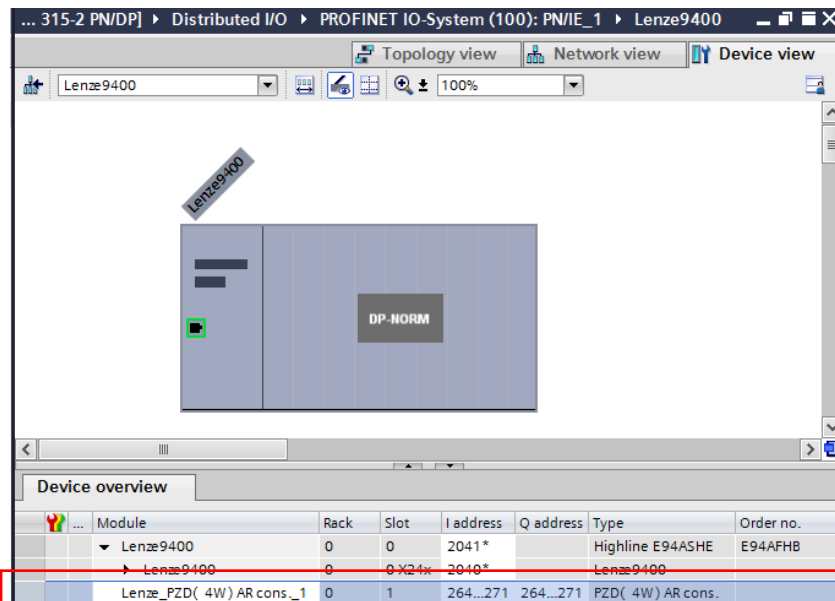 ... 315-2 PN/DP] ▸ Distributed I/O ▸ PROFINET IO-System (100): PN/IE_1 ▸ Lenze9400
Topology view Network view Device view
Lenze9400 100%
Lenze9400
DP-NORM
Device overview
... Module Rack Slot I address Q address Type Order no.
Lenze9400 0 0 2041* Highline E94ASHE E94AFHB
Lenze9400 0 0 X24x 2040* Lenze9400
Lenze_PZD( 4W) AR cons._1 0 1 264...271 264...271 PZD( 4W) AR cons.